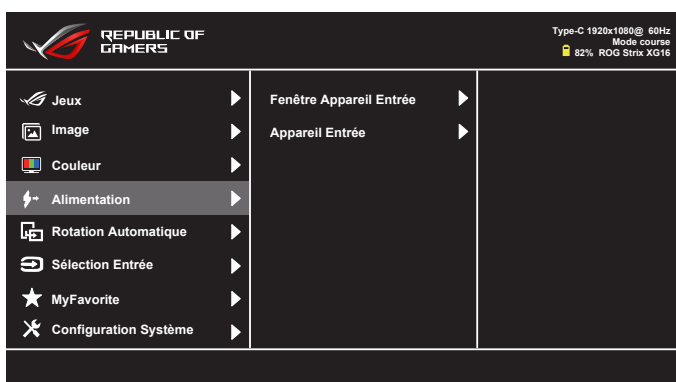 REPUBLIC OF
GAMERS
Type-C 1920x1080@ 60Hz
Mode course
82% ROG Strix XG16
Jeux
Fenêtre Appareil Entrée
Image
Appareil Entrée
Couleur
Alimentation
Rotation Automatique
Sélection Entrée
MyFavorite
Configuration Système